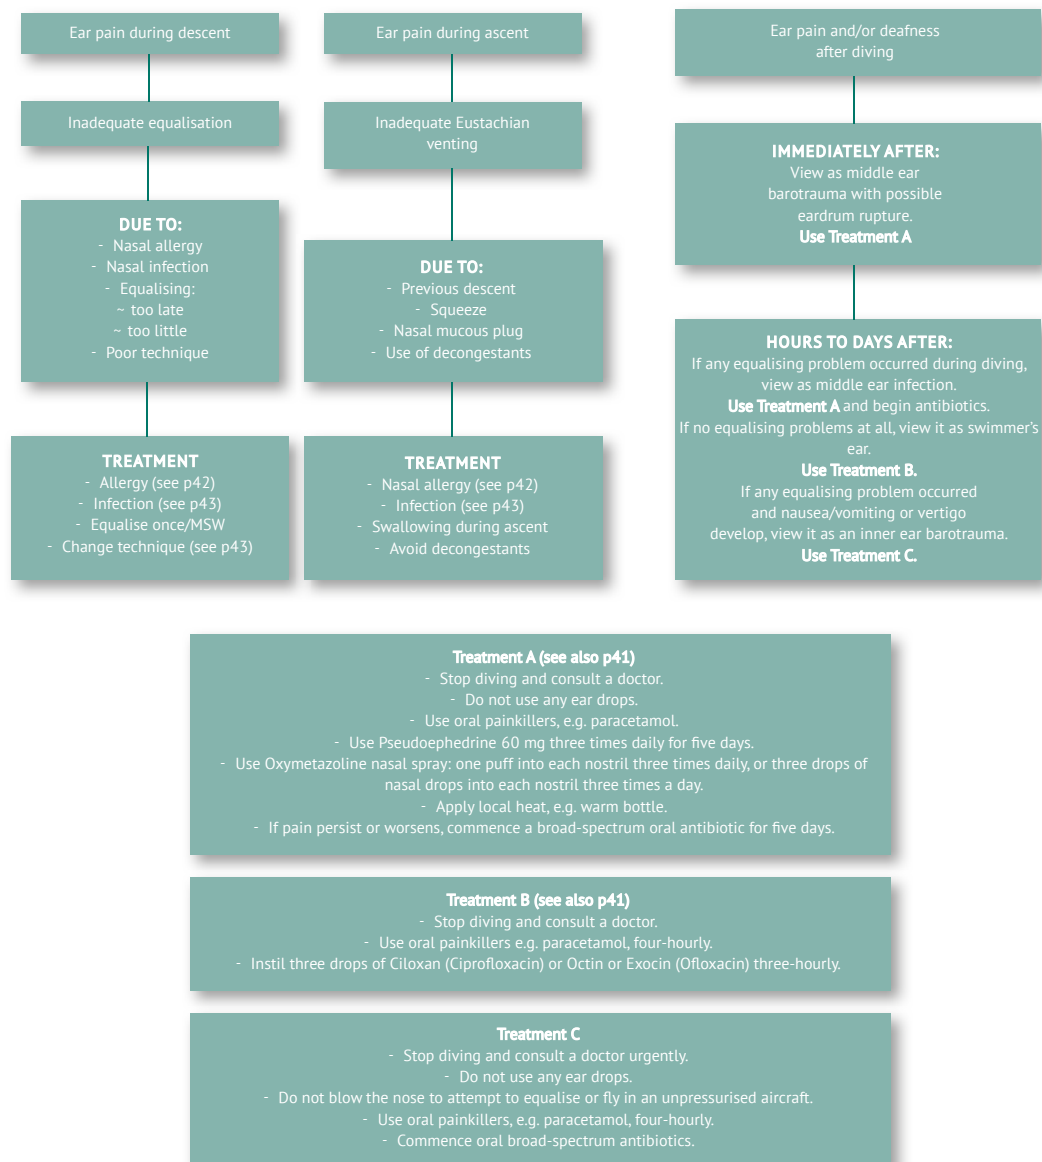 Ear pain during descent
Inadequate equalisation
DUE TO:
- Nasal allergy
- Nasal infection
- Equalising:
~ too late
~ too little
- Poor technique
TREATMENT
- Allergy (see p42)
- Infection (see p43)
- Equalise once/MSW
- Change technique (see p43)
Ear pain during ascent
Inadequate Eustachian
venting
DUE TO:
- Previous descent
- Squeeze
- Nasal mucous plug
- Use of decongestants
TREATMENT
- Nasal allergy (see p42)
- Infection (see p43)
- Swallowing during ascent
- Avoid decongestants
Ear pain and/or deafness
after diving
IMMEDIATELY AFTER:
View as middle ear
barotrauma with possible
eardrum rupture.
Use Treatment A
HOURS TO DAYS AFTER:
If any equalising problem occurred during diving,
view as middle ear infection.
Use Treatment A and begin antibiotics.
If no equalising problems at all, view it as swimmer's
ear.
Use Treatment B.
If any equalising problem occurred
and nausea/vomiting or vertigo
develop, view it as an inner ear barotrauma.
Use Treatment C.
Treatment A (see also p41)
- Stop diving and consult a doctor.
- Do not use any ear drops.
- Use oral painkillers, e.g. paracetamol.
- Use Pseudoephedrine 60 mg three times daily for five days.
- Use Oxymetazoline nasal spray: one puff into each nostril three times daily, or three drops of
nasal drops into each nostril three times a day.
- Apply local heat, e.g. warm bottle.
- If pain persist or worsens, commence a broad-spectrum oral antibiotic for five days.
Treatment B (see also p41)
- Stop diving and consult a doctor.
- Use oral painkillers e.g. paracetamol, four-hourly.
- Instil three drops of Ciloxan (Ciprofloxacin) or Octin or Exocin (Ofloxacin) three-hourly.
Treatment C
- Stop diving and consult a doctor urgently.
- Do not use any ear drops.
- Do not blow the nose to attempt to equalise or fly in an unpressurised aircraft.
- Use oral painkillers, e.g. paracetamol, four-hourly.
- Commence oral broad-spectrum antibiotics.